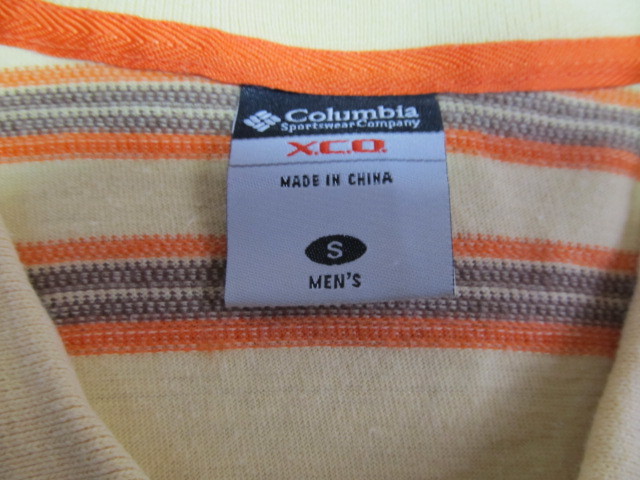 Columbia
Sportswear Company
X.C.O.
MADE IN CHINA
S
MEN'S